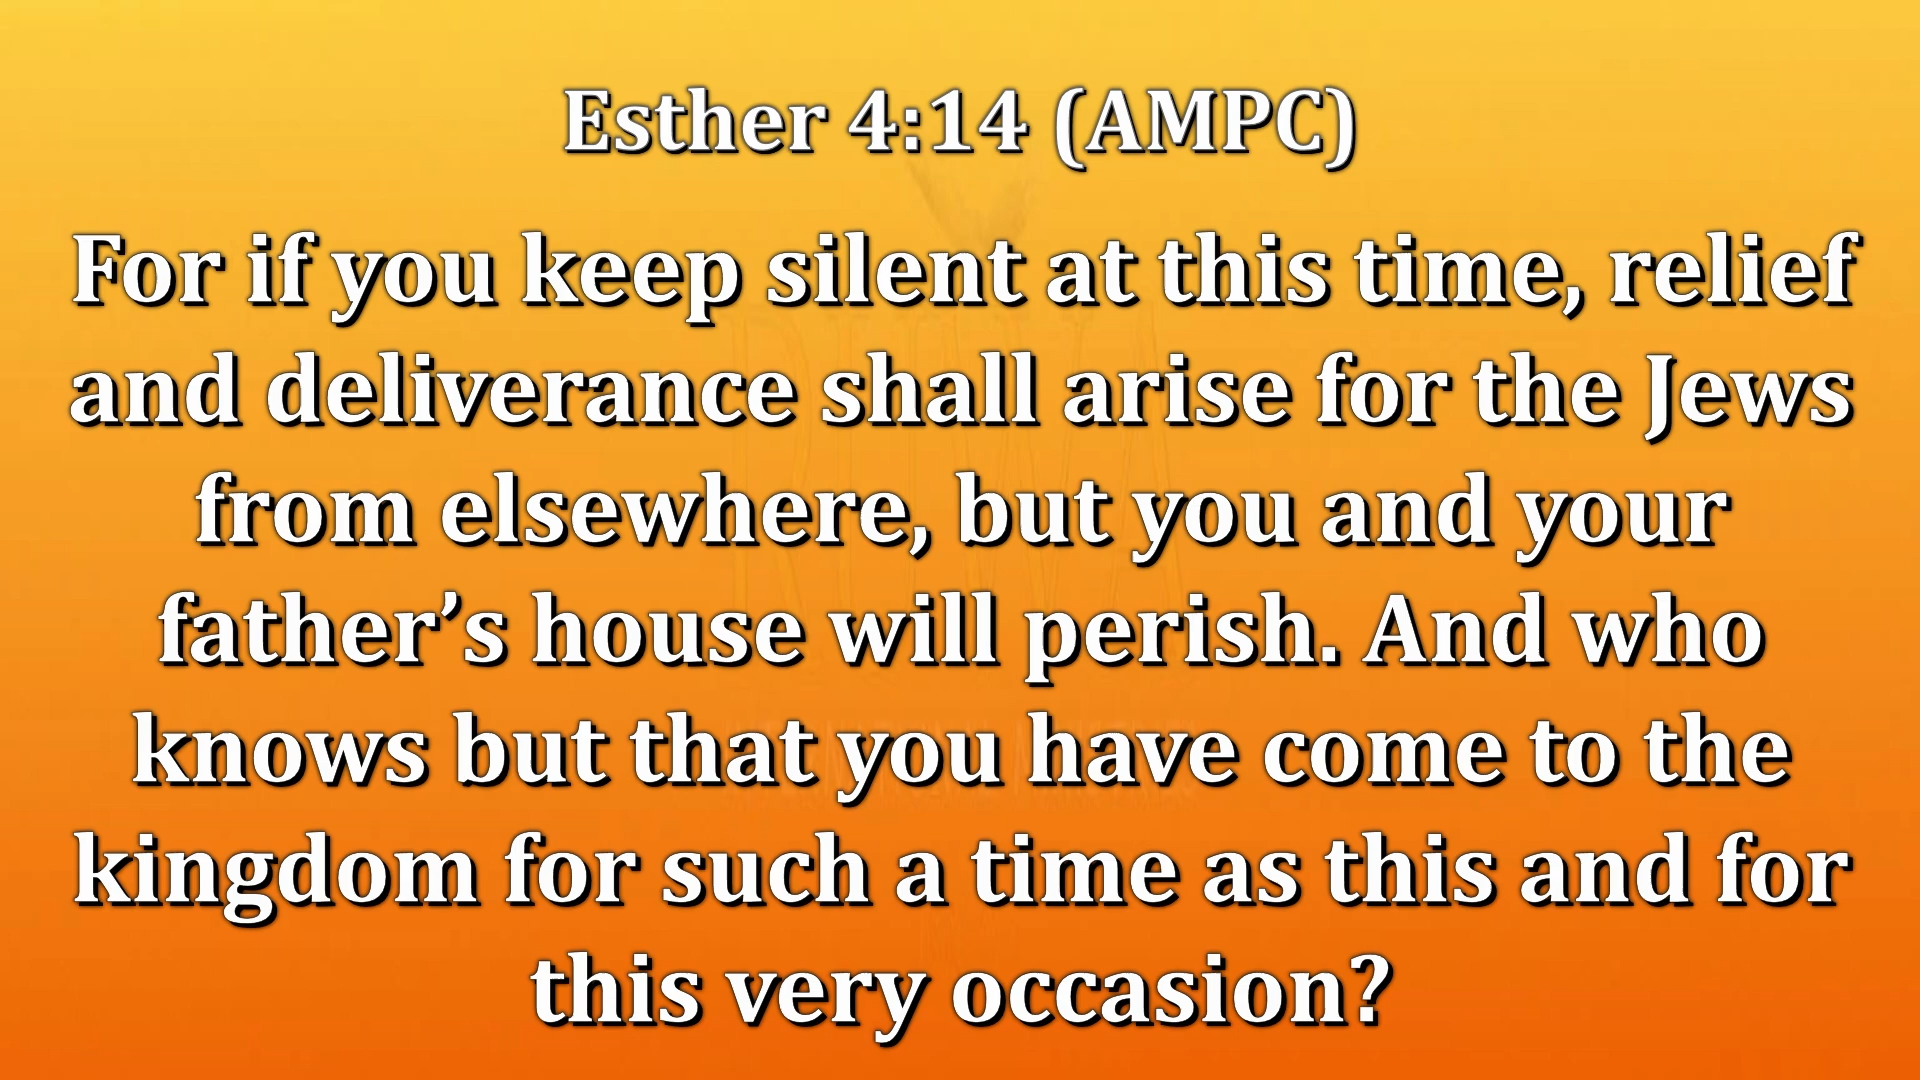 Esther 4:14 (AMPC)
For if you keep silent at this time, relief
and deliverance shall arise for the Jews
from elsewhere, but you and your
father’s house will perish. And who
knows but that you have come to the
kingdom for such a time as this and for
this very occasion?